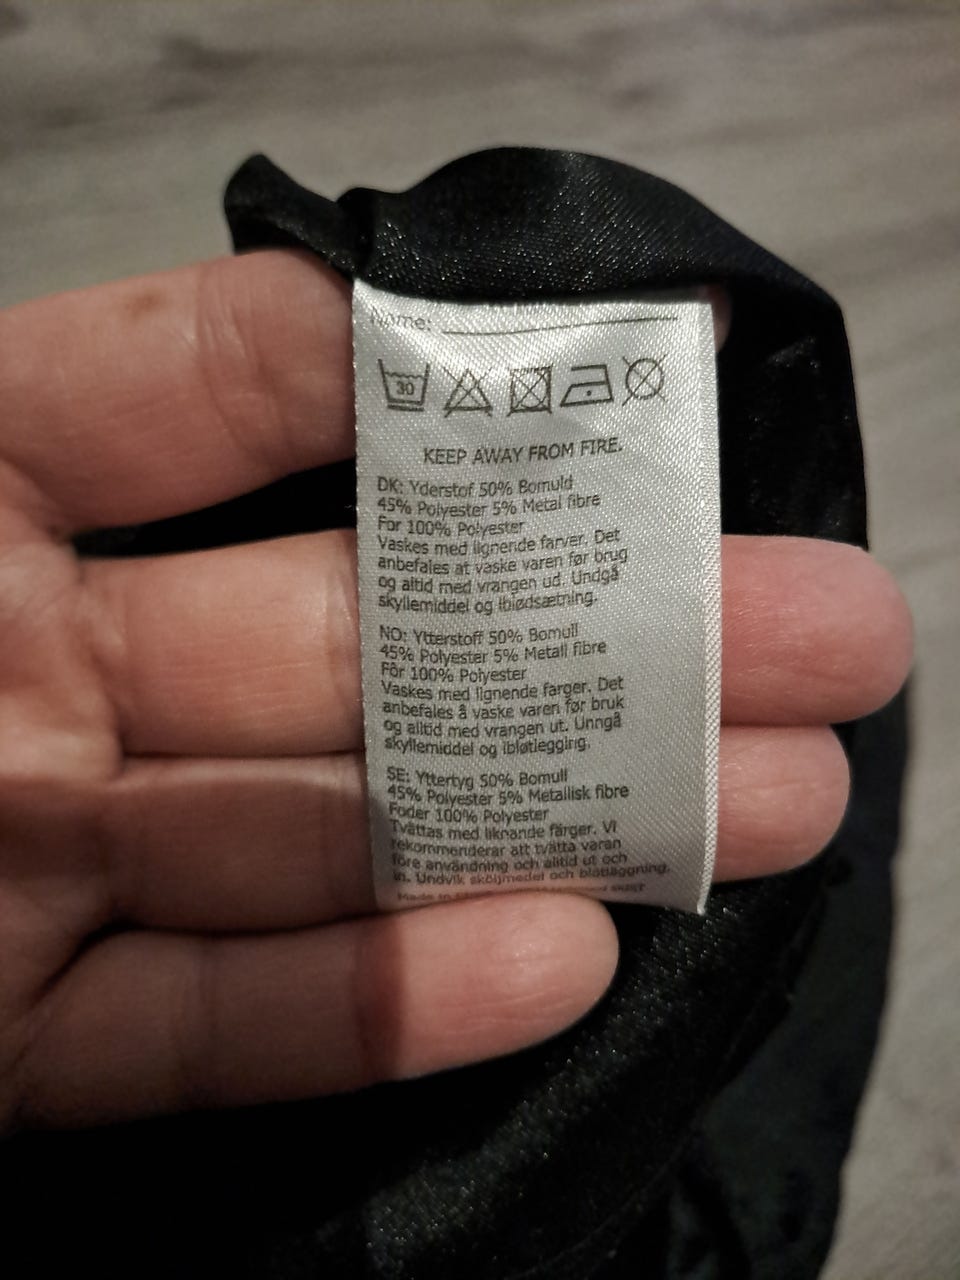 Name:
30
KEEP AWAY FROM FIRE.
DK: Yderstof 50% Bomuld
45% Polyester 5% Metal fibre
For 100% Polyester
Vaskes med lignende farver. Det
anbefales at vaske varen før brug
og altid med vrangen ud. Undgå
skyllemiddel og iblødsætning.
NO: Ytterstoff 50% Bomull
45% Polyester 5% Metall fibre
Fôr 100% Polyester
Vaskes med lignende farger. Det
anbefales å vaske varen før bruk
og alltid med vrangen ut. Unngå
skyllemiddel og ibløtlegging.
SE: Yttertyg 50% Bomull
45% Polyester 5% Metallisk fibre
Foder 100% Polyester
Tvättas med liknande färger. Vi
rekommenderar att tvätta varan
före användning och alltid ut och
in. Undvik sköljmedel och blötläggning.
Made in